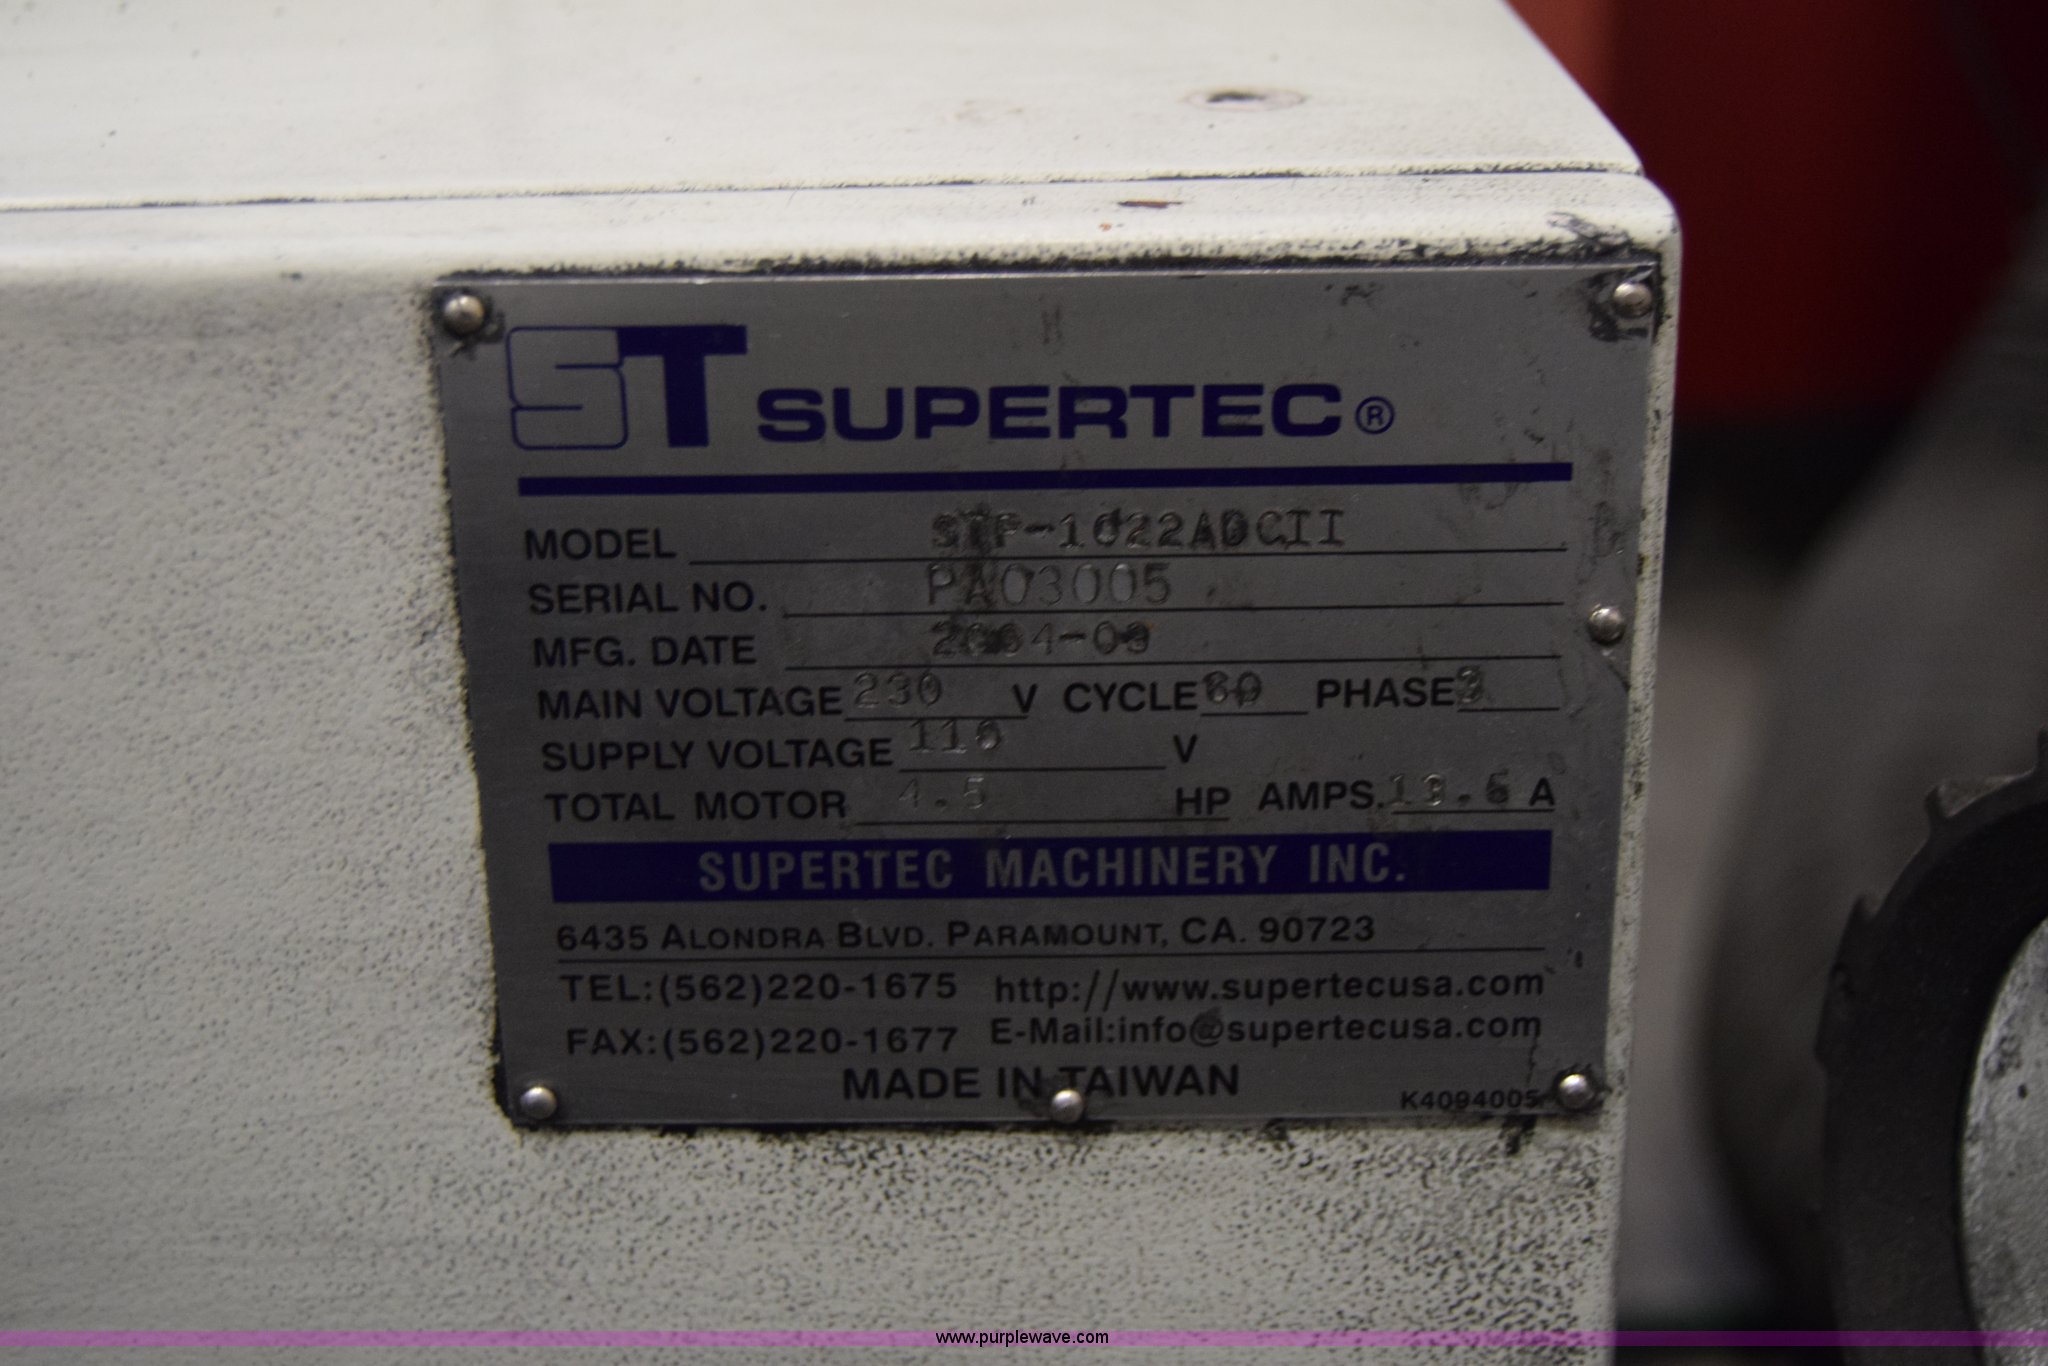 ST SUPERTEC®
MODEL STP-1022ADCII
SERIAL NO. PA03005
MFG. DATE
MAIN VOLTAGE 230 V CYCLE 60 PHASE 3
SUPPLY VOLTAGE 110 V
TOTAL MOTOR 4.5 HP AMPS. A
SUPERTEC MACHINERY INC.
6435 ALONDRA BLVD. PARAMOUNT, CA. 90723
TEL:(562)220-1675 http://www.supertecusa.com
FAX:(562)220-1677 E-Mail:info@supertecusa.com
MADE IN TAIWAN
K4094005
www.purplewave.com